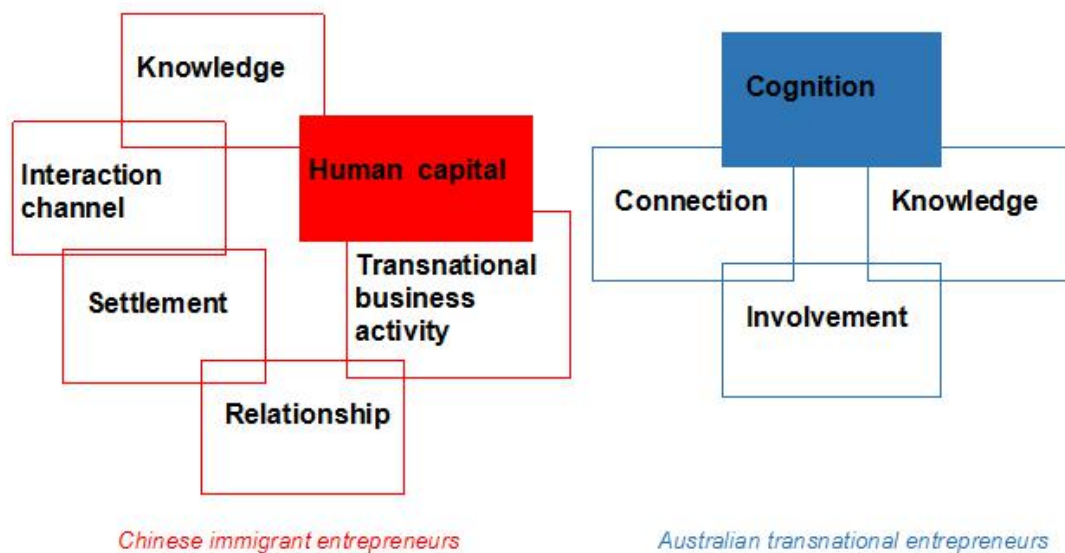 Knowledge
Human capital
Interaction
channel
Settlement
Transnational
business
activity
Relationship
Chinese immigrant entrepreneurs
Cognition
Connection
Knowledge
Involvement
Australian transnational entrepreneurs